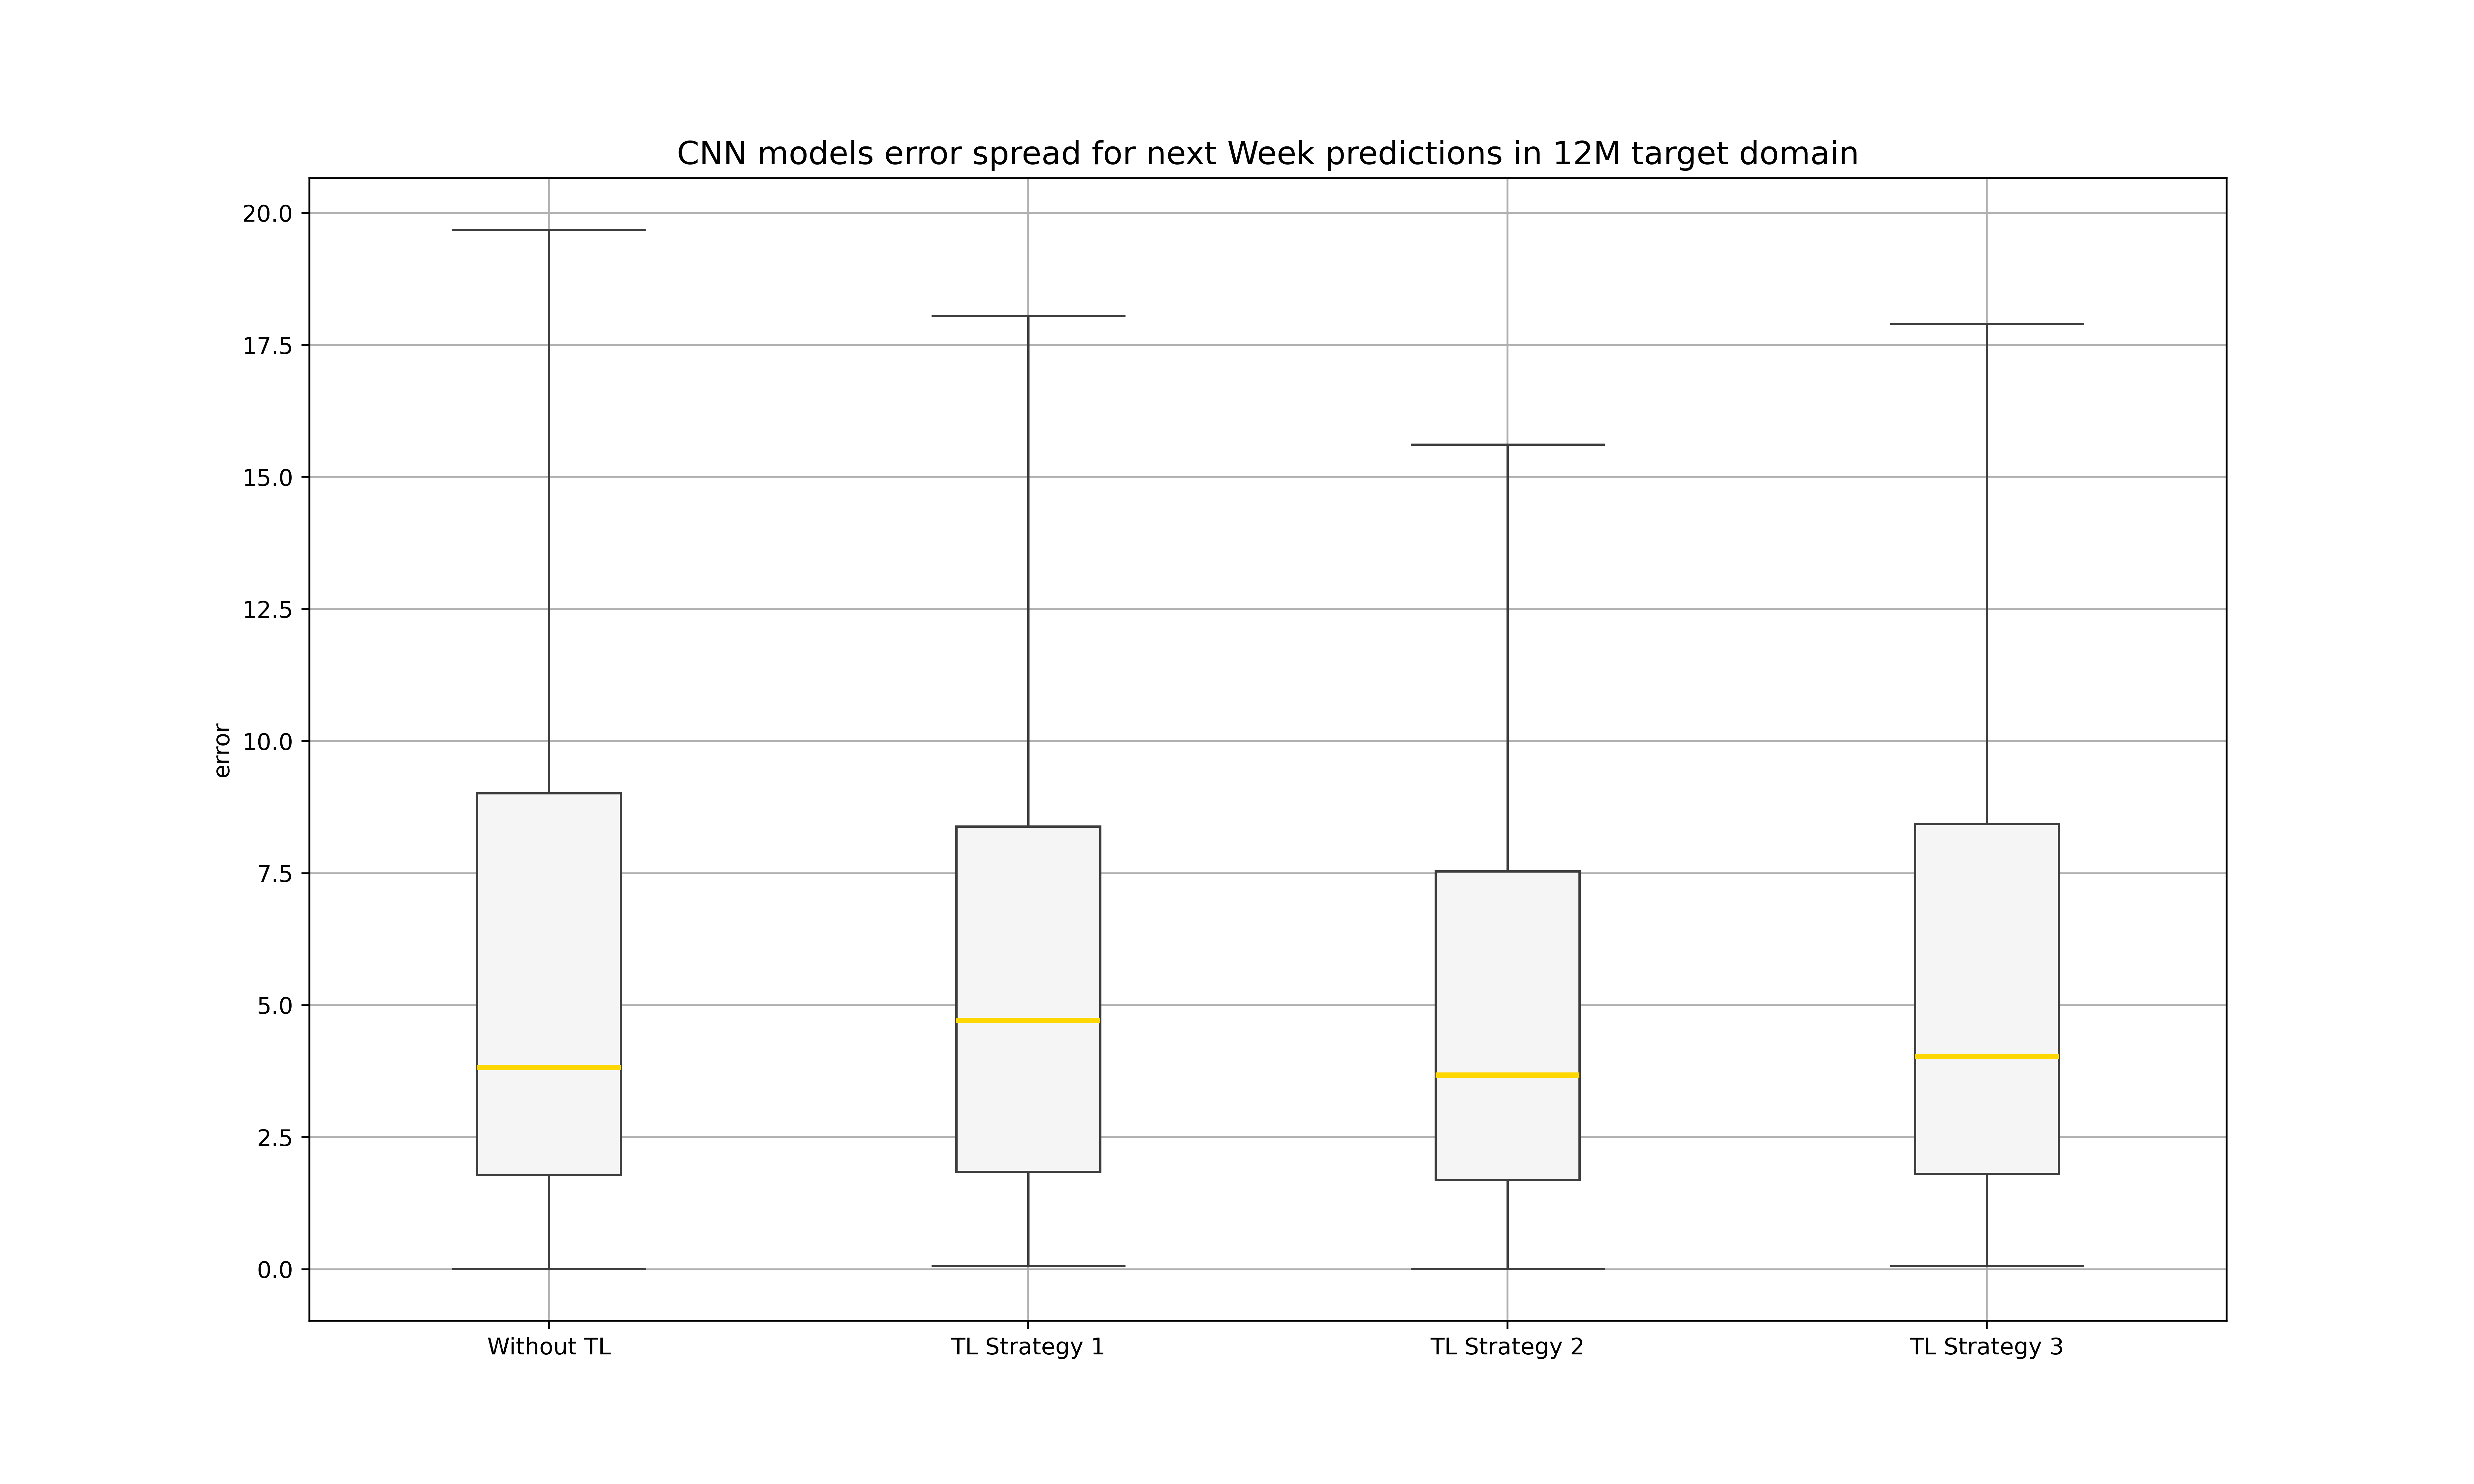 CNN models error spread for next Week predictions in 12M target domain
20.0
17.5
15.0
12.5
10.0
7.5
5.0
2.5
0.0
error
Without TL
TL Strategy 1
TL Strategy 2
TL Strategy 3